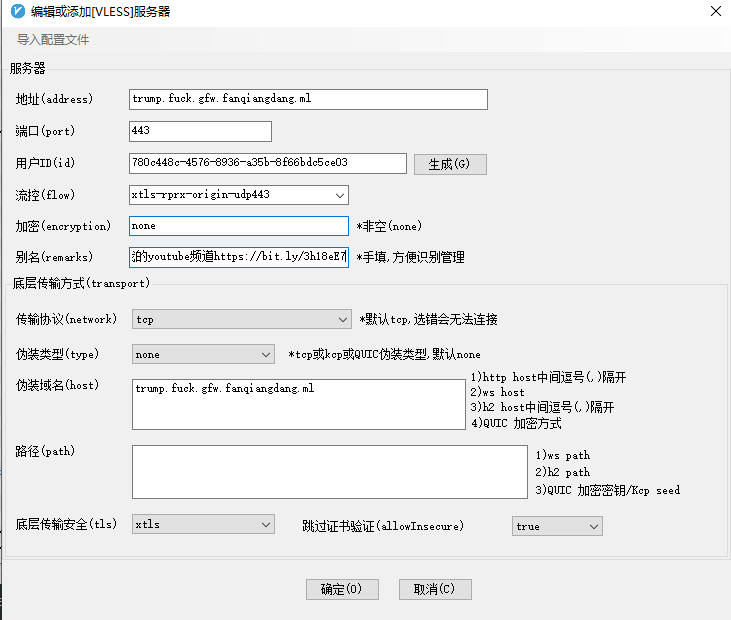 编辑或添加[VLESS]服务器
导入配置文件
服务器
地址(address) trump.fuck.gfw.fanqiangdang.ml
端口(port) 443
用户ID(id) 780c448c-4576-8936-a35b-8f66bdc5ce03 生成(G)
流控(flow) xtls-rprx-origin-udp443
加密(encryption) none *非空(none)
别名(remarks) 的youtube频道https://bit.ly/3h18eE7 *手填,方便识别管理
底层传输方式(transport)
传输协议(network) tcp *默认tcp,选错会无法连接
伪装类型(type) none *tcp或kcp或QUIC伪装类型,默认none
伪装域名(host) trump.fuck.gfw.fanqiangdang.ml
1)http host中间逗号(,)隔开
2)ws host
3)h2 host中间逗号(,)隔开
4)QUIC 加密方式
路径(path)
1)ws path
2)h2 path
3)QUIC 加密密钥/Kcp seed
底层传输安全(tls) xtls 跳过证书验证(allowInsecure) true
确定(O) 取消(C)